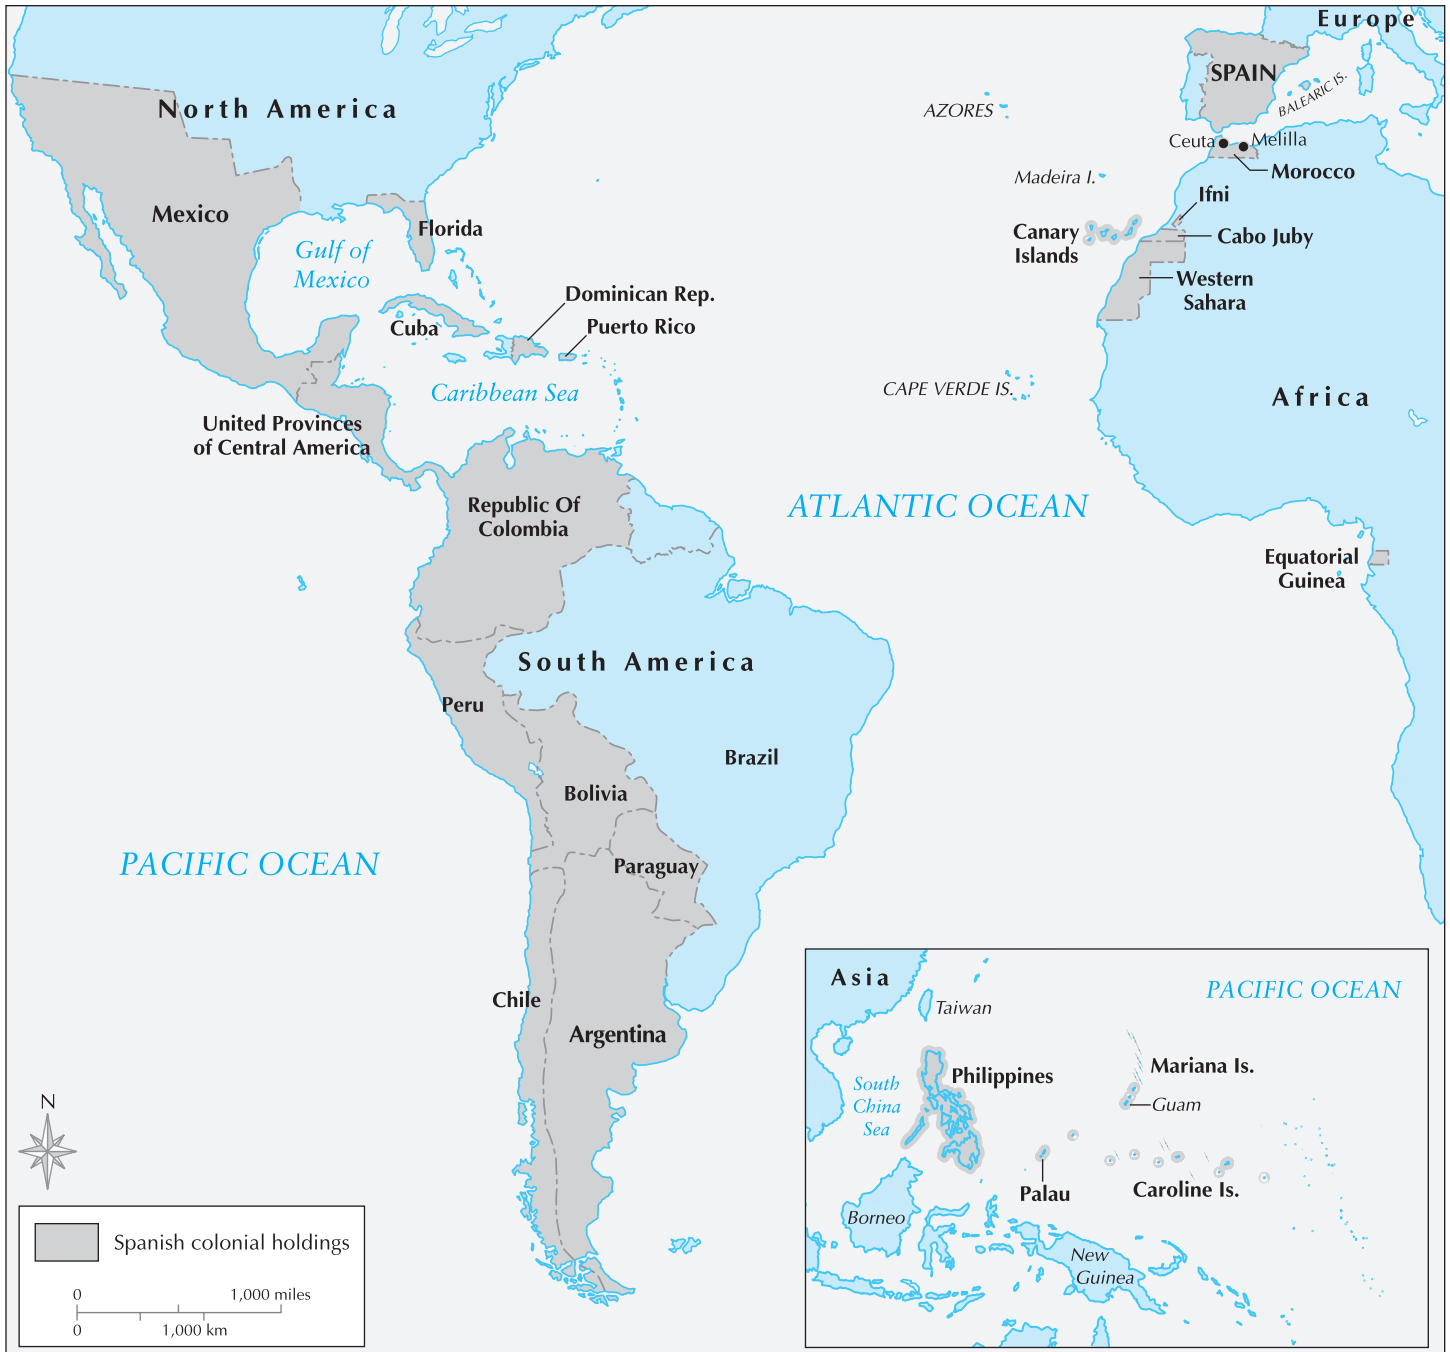 Europe
SPAIN
BALEARIC IS.
North America
AZORES
Ceuta
Melilla
Morocco
Madeira I.
Ifni
Mexico
Florida
Canary
Islands
Cabo Juby
Gulf of
Mexico
Western
Sahara
Dominican Rep.
Cuba
Puerto Rico
Caribbean Sea
CAPE VERDE IS.
Africa
United Provinces
of Central America
Republic Of
Colombia
ATLANTIC OCEAN
Equatorial
Guinea
South America
Peru
Brazil
Bolivia
PACIFIC OCEAN
Paraguay
Chile
Argentina
Asia
PACIFIC OCEAN
Taiwan
South
China
Sea
Philippines
Mariana Is.
Guam
Palau
Caroline Is.
Borneo
New
Guinea
N
Spanish colonial holdings
0 1,000 miles
0 1,000 km